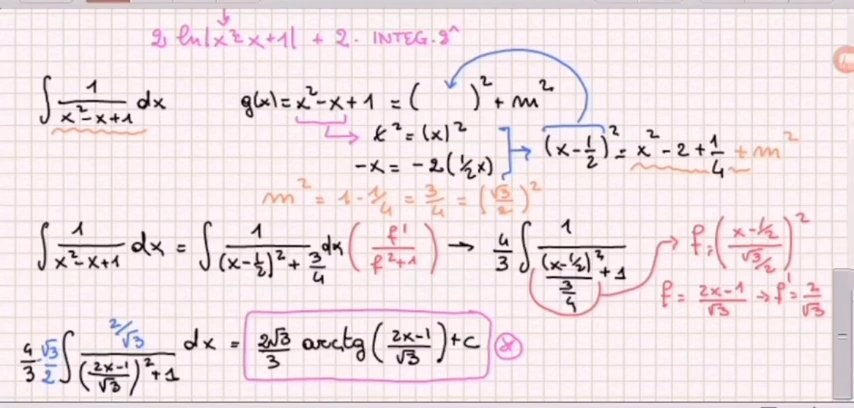 2 ln|x²-x+1| + 2. INTEG. 2^
∫ 1/(x²-x+1) dx g(x) = x²-x+1 = ( )² + m²
x² = (x)²
-x = -2(½x) → (x-1/2)² = x²-2+1/4 + m²
m² = 1-1/4 = 3/4 = (√3/2)²
∫ 1/(x²-x+1) dx = ∫ 1/((x-1/2)²+3/4) dx (f'/(f²+1)) → 4/3 ∫ 1/((x-1/2)²/(3/4)+1) → f: ((x-1/2)/(√3/2))²
f = (2x-1)/√3 → f' = 2/√3
4/3 √3/2 ∫ (2/√3)/(((2x-1)/√3)²+1) dx = 2√3/3 arctg((2x-1)/√3)+c